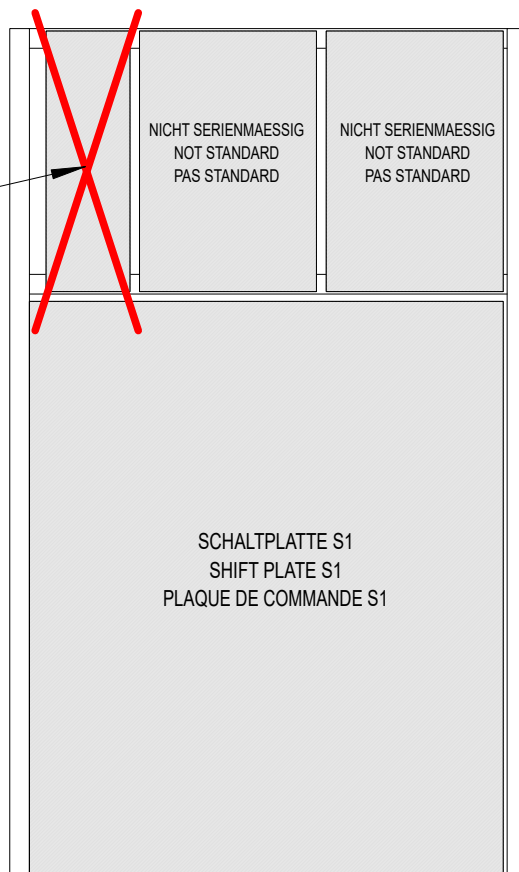 NICHT SERIENMAESSIG
NOT STANDARD
PAS STANDARD
NICHT SERIENMAESSIG
NOT STANDARD
PAS STANDARD
SCHALTPLATTE S1
SHIFT PLATE S1
PLAQUE DE COMMANDE S1